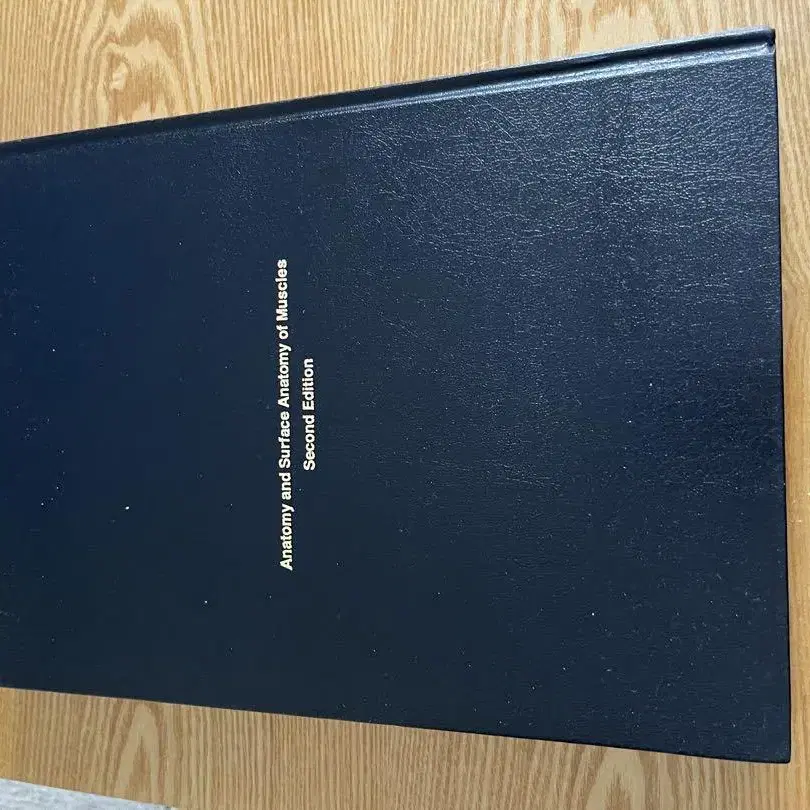 Anatomy and Surface Anatomy of Muscles
Second Edition